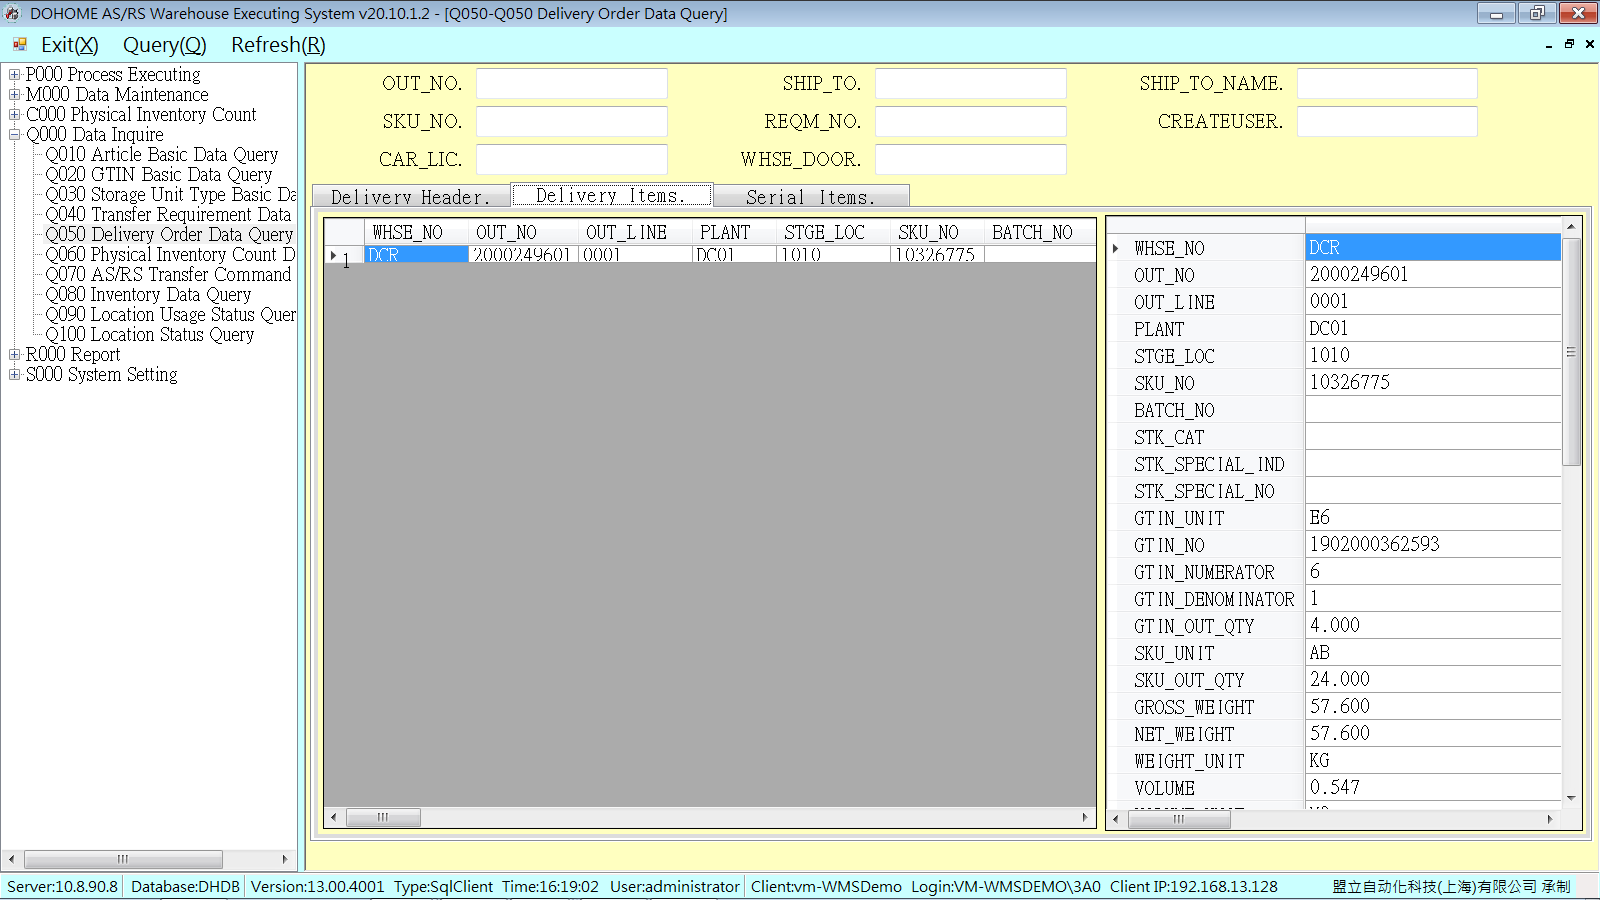 DOHOME AS/RS Warehouse Executing System v20.10.1.2 - [Q050-Q050 Delivery Order Data Query]
Exit(X) Query(Q) Refresh(R)
P000 Process Executing
M000 Data Maintenance
C000 Physical Inventory Count
Q000 Data Inquire
Q010 Article Basic Data Query
Q020 GTIN Basic Data Query
Q030 Storage Unit Type Basic Da
Q040 Transfer Requirement Data
Q050 Delivery Order Data Query
Q060 Physical Inventory Count D
Q070 AS/RS Transfer Command
Q080 Inventory Data Query
Q090 Location Usage Status Quer
Q100 Location Status Query
R000 Report
S000 System Setting
OUT_NO. SHIP_TO. SHIP_TO_NAME.
SKU_NO. REQM_NO. CREATEUSER.
CAR_LIC. WHSE_DOOR.
Delivery Header. Delivery Items. Serial Items.
WHSE_NO OUT_NO OUT_LINE PLANT STGE_LOC SKU_NO BATCH_NO
1 DCR 2000249601 0001 DC01 1010 10326775
WHSE_NO DCR
OUT_NO 2000249601
OUT_LINE 0001
PLANT DC01
STGE_LOC 1010
SKU_NO 10326775
BATCH_NO
STK_CAT
STK_SPECIAL_IND
STK_SPECIAL_NO
GTIN_UNIT E6
GTIN_NO 1902000362593
GTIN_NUMERATOR 6
GTIN_DENOMINATOR 1
GTIN_OUT_QTY 4.000
SKU_UNIT AB
SKU_OUT_QTY 24.000
GROSS_WEIGHT 57.600
NET_WEIGHT 57.600
WEIGHT_UNIT KG
VOLUME 0.547
Server:10.8.90.8 Database:DHDB Version:13.00.4001 Type:SqlClient Time:16:19:02 User:administrator Client:vm-WMSDemo Login:VM-WMSDEMO\3A0 Client IP:192.168.13.128 盟立自动化科技(上海)有限公司 承制